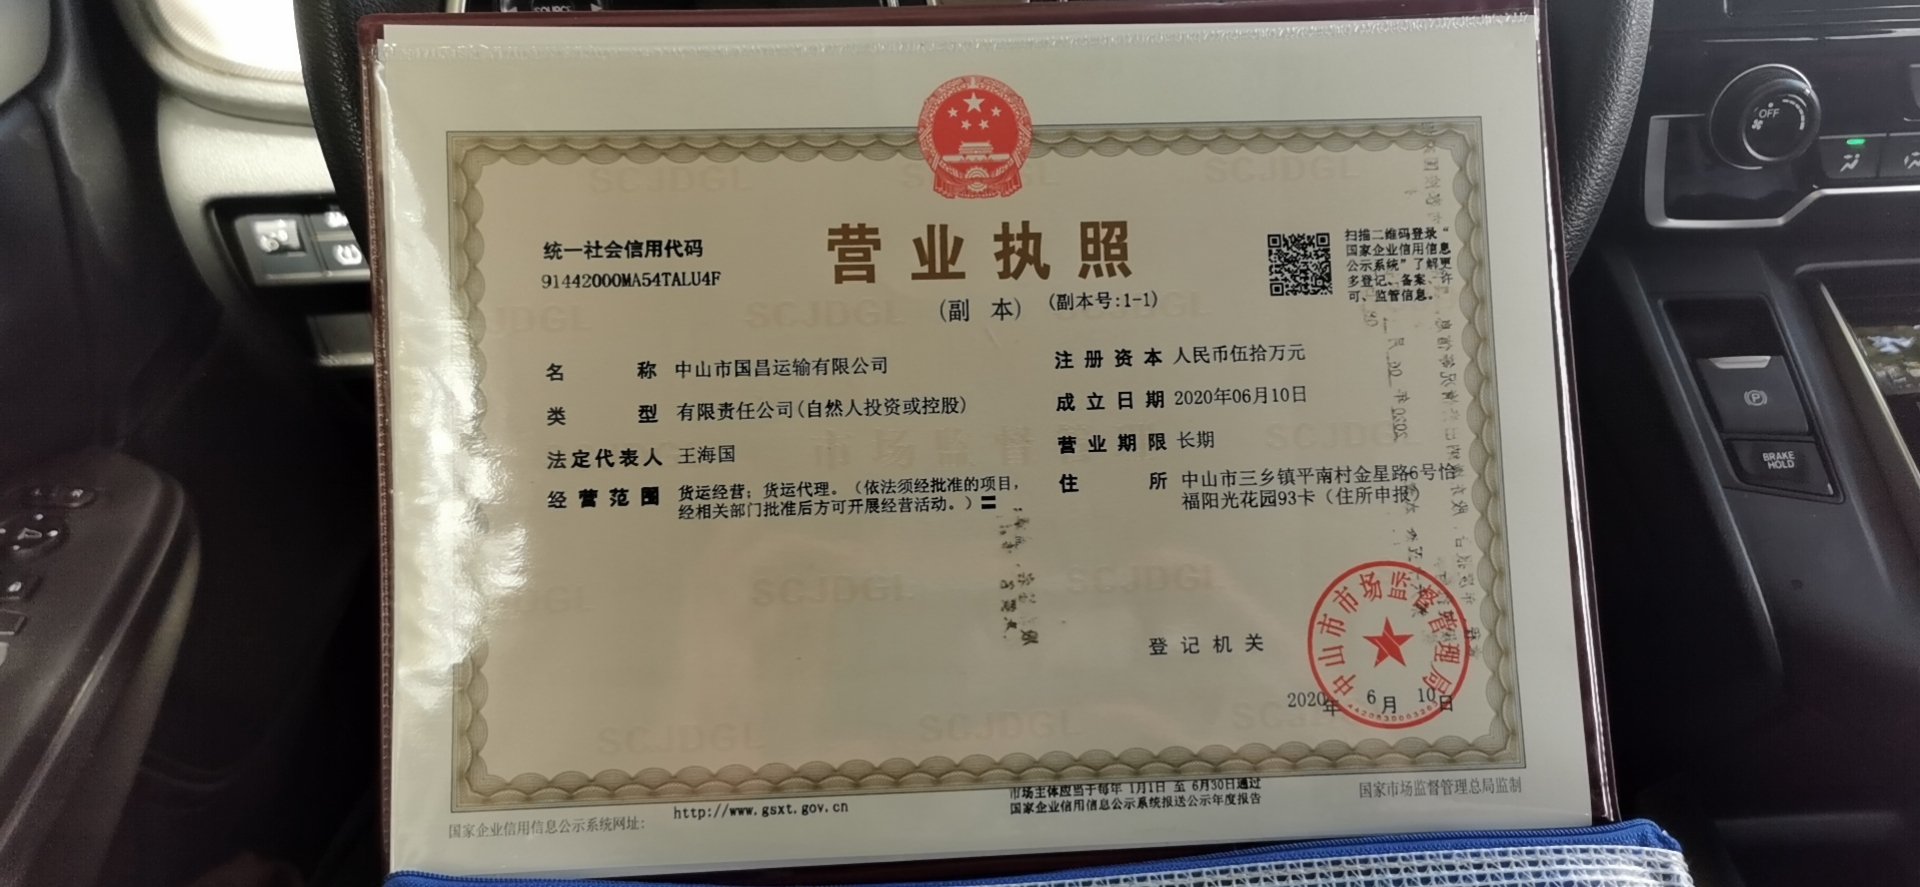 SOURCE
OFF
BRAKE
HOLD
统一社会信用代码
91442000MA54TALU4F
营业执照
(副 本) (副本号:1-1)
扫描二维码登录“
国家企业信用信息
公示系统”了解更
多登记、备案、许
可、监管信息。
名 称 中山市国昌运输有限公司
类 型 有限责任公司(自然人投资或控股)
法定代表人 王海国
经营范围 货运经营；货运代理。（依法须经批准的项目，
经相关部门批准后方可开展经营活动。）〓
注册资本 人民币伍拾万元
成立日期 2020年06月10日
营业期限 长期
住 所 中山市三乡镇平南村金星路6号怡
福阳光花园93卡（住所申报）
登记机关
中山市市场监督管理局
2020年 6月 10日
SCJDGL
SCJDGL
SCJDGL
SCJDGL
SCJDGL
SCJDGL
SCJDGL
市场监督管理
国家企业信用信息公示系统网址:
http://www.gsxt.gov.cn
市场主体应当于每年 1月1日 至 6月30日通过
国家企业信用信息公示系统报送公示年度报告
国家市场监督管理总局监制